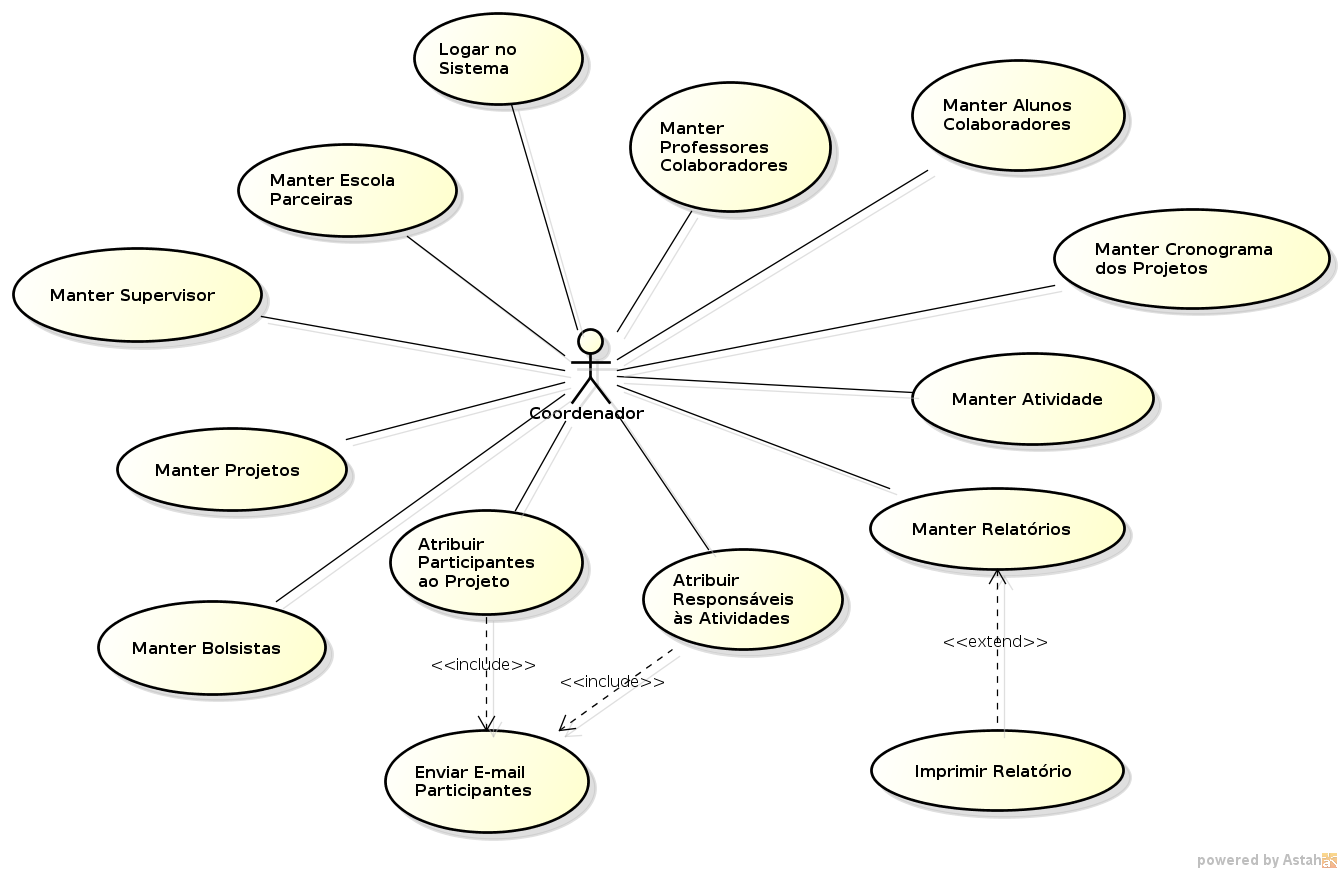 Logar no
Sistema
Manter
Professores
Colaboradores
Manter Alunos
Colaboradores
Manter Escola
Parceiras
Manter Cronograma
dos Projetos
Manter Supervisor
Manter Atividade
Coordenador
Manter Projetos
Manter Relatórios
Atribuir
Participantes
ao Projeto
Atribuir
Responsáveis
às Atividades
Manter Bolsistas
<<include>>
<<include>>
<<extend>>
Enviar E-mail
Participantes
Imprimir Relatório
powered by Astah